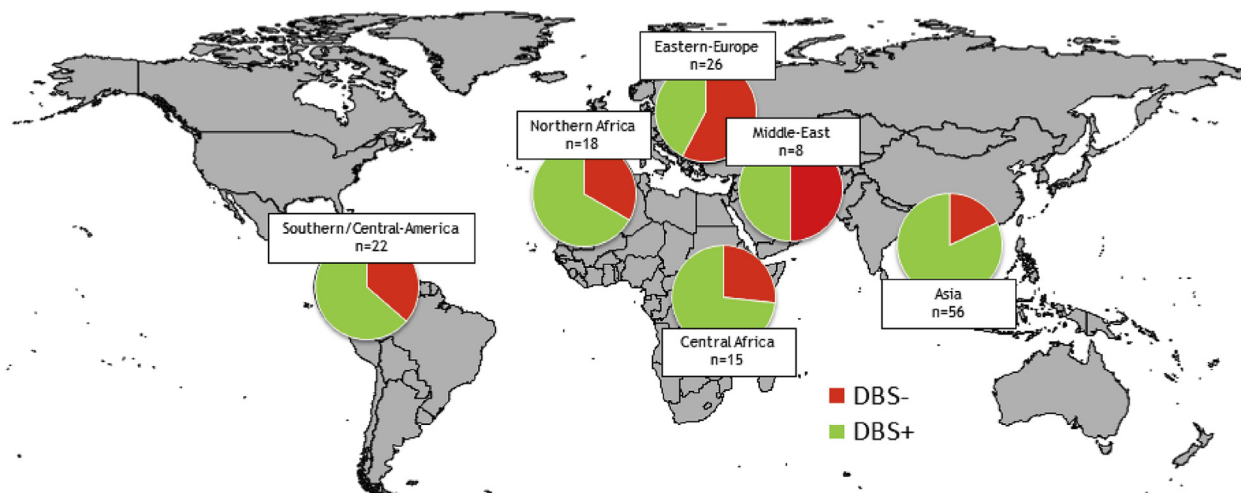 Eastern-Europe
n=26
Northern Africa
n=18
Middle-East
n=8
Southern/Central-America
n=22
Asia
n=56
Central Africa
n=15
DBS-
DBS+